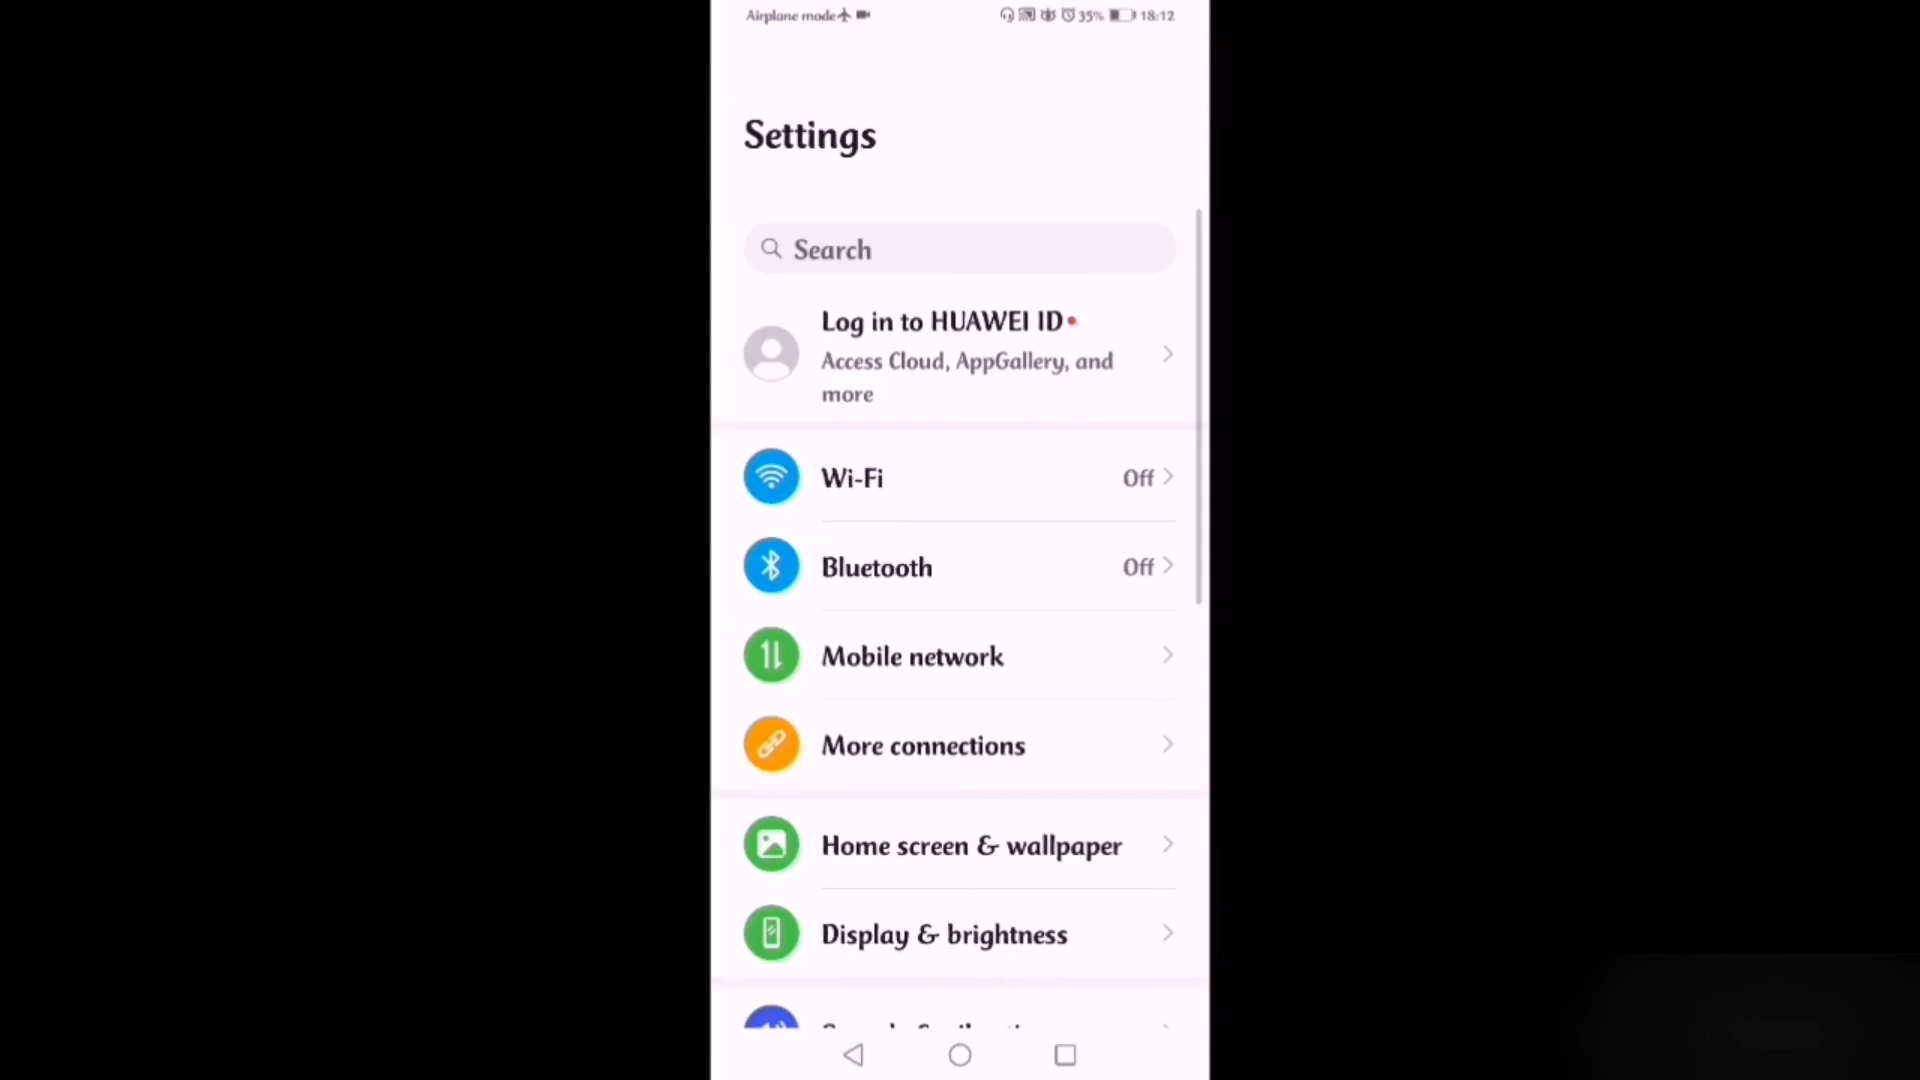 Airplane mode 35% 18:12
Settings
Search
Log in to HUAWEI ID
Access Cloud, AppGallery, and
more
Wi-Fi Off
Bluetooth Off
Mobile network
More connections
Home screen & wallpaper
Display & brightness